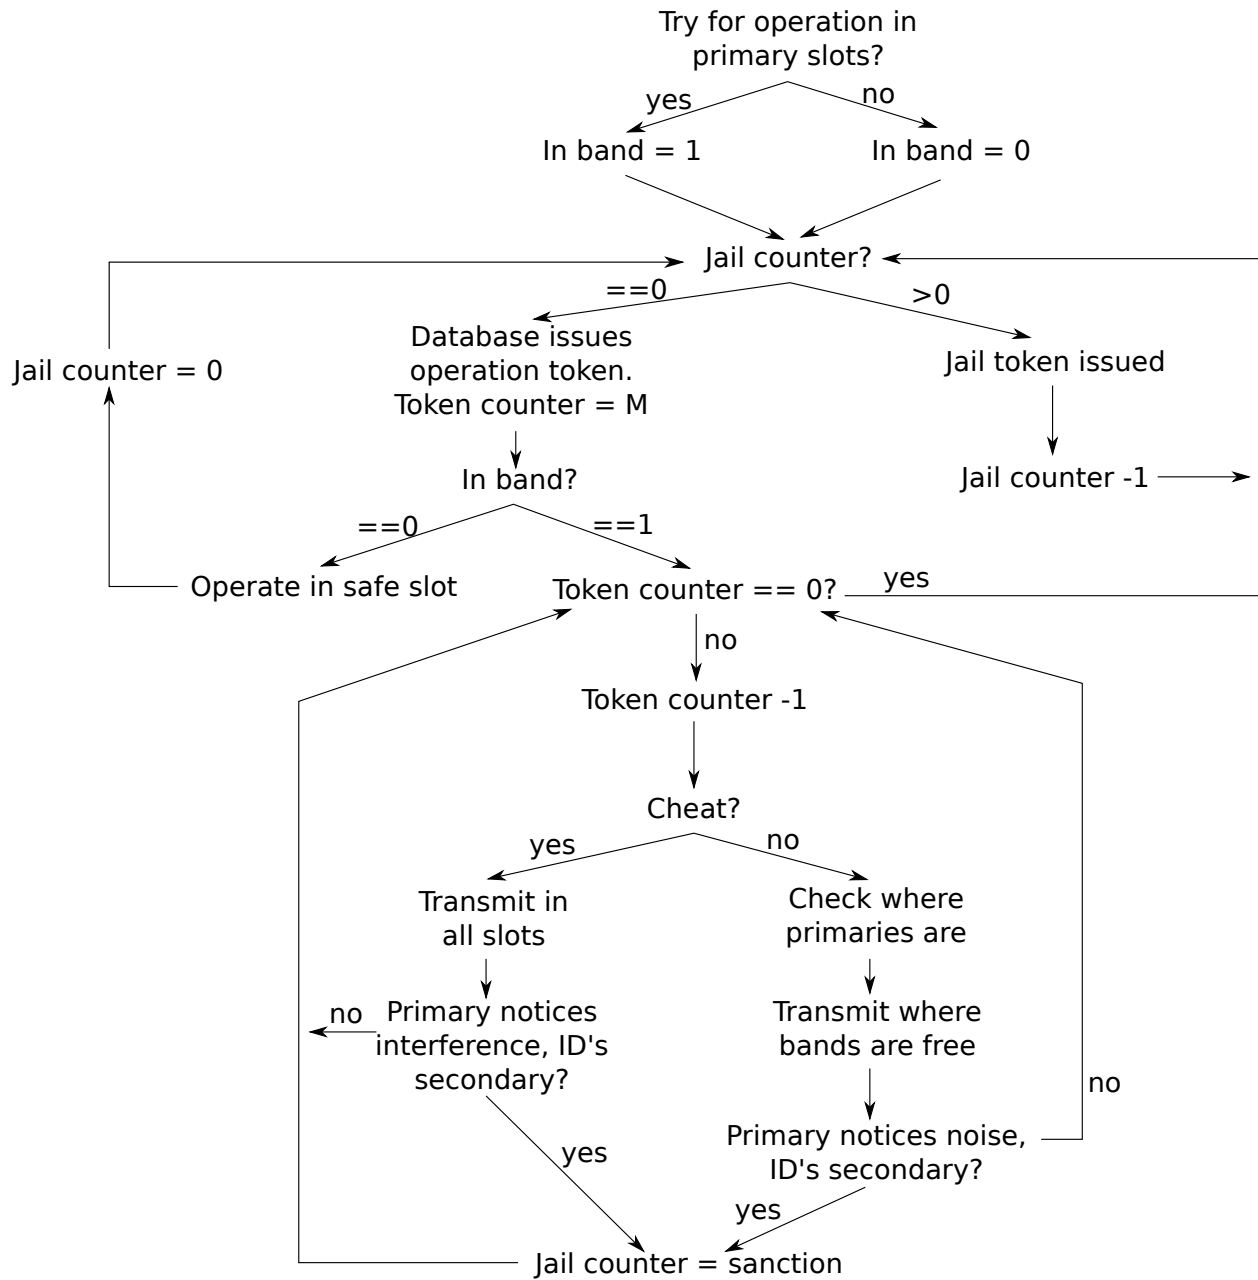 Try for operation in
primary slots?
yes
no
In band = 1
In band = 0
Jail counter?
==0
>0
Database issues
operation token.
Token counter = M
Jail token issued
Jail counter = 0
In band?
Jail counter -1
==0
==1
Operate in safe slot
Token counter == 0?
yes
no
Token counter -1
Cheat?
yes
no
Transmit in
all slots
Check where
primaries are
no
Primary notices
interference, ID's
secondary?
Transmit where
bands are free
no
Primary notices noise,
ID's secondary?
yes
yes
Jail counter = sanction